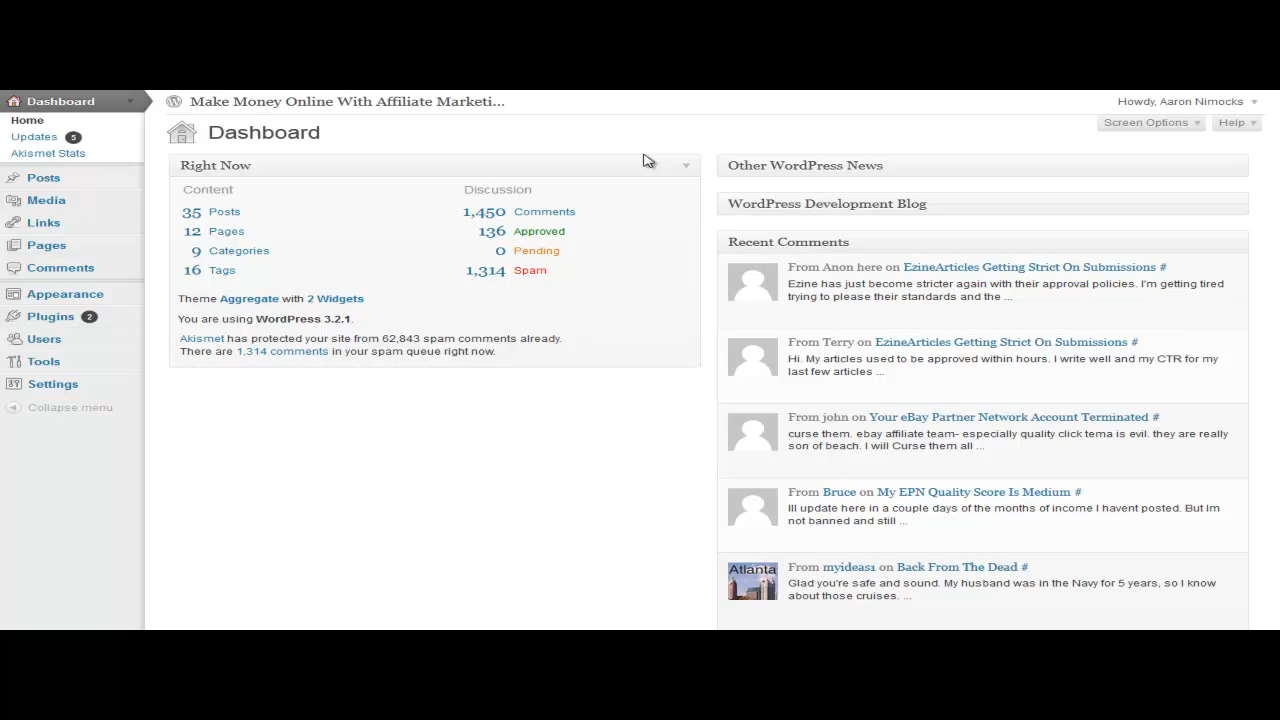 Dashboard
Home
Updates 5
Akismet Stats
Posts
Media
Links
Pages
Comments
Appearance
Plugins 2
Users
Tools
Settings
Collapse menu
Make Money Online With Affiliate Marketi...
Howdy, Aaron Nimocks
Screen Options
Help
Dashboard
Right Now
Content
35 Posts
12 Pages
9 Categories
16 Tags
Discussion
1,450 Comments
136 Approved
0 Pending
1,314 Spam
Theme Aggregate with 2 Widgets
You are using WordPress 3.2.1.
Akismet has protected your site from 62,843 spam comments already.
There are 1,314 comments in your spam queue right now.
Other WordPress News
WordPress Development Blog
Recent Comments
From Anon here on EzineArticles Getting Strict On Submissions #
Ezine has just become stricter again with their approval policies. I'm getting tired
trying to please their standards and the ...
From Terry on EzineArticles Getting Strict On Submissions #
Hi. My articles used to be approved within hours. I write well and my CTR for my
last few articles ...
From john on Your eBay Partner Network Account Terminated #
curse them. ebay affiliate team- especially quality click tema is evil. they are really
son of beach. I will Curse them all ...
From Bruce on My EPN Quality Score Is Medium #
Ill update here in a couple days of the months of income I havent posted. But Im
not banned and still ...
Atlanta
From myideas1 on Back From The Dead #
Glad you're safe and sound. My husband was in the Navy for 5 years, so I know
about those cruises. ...